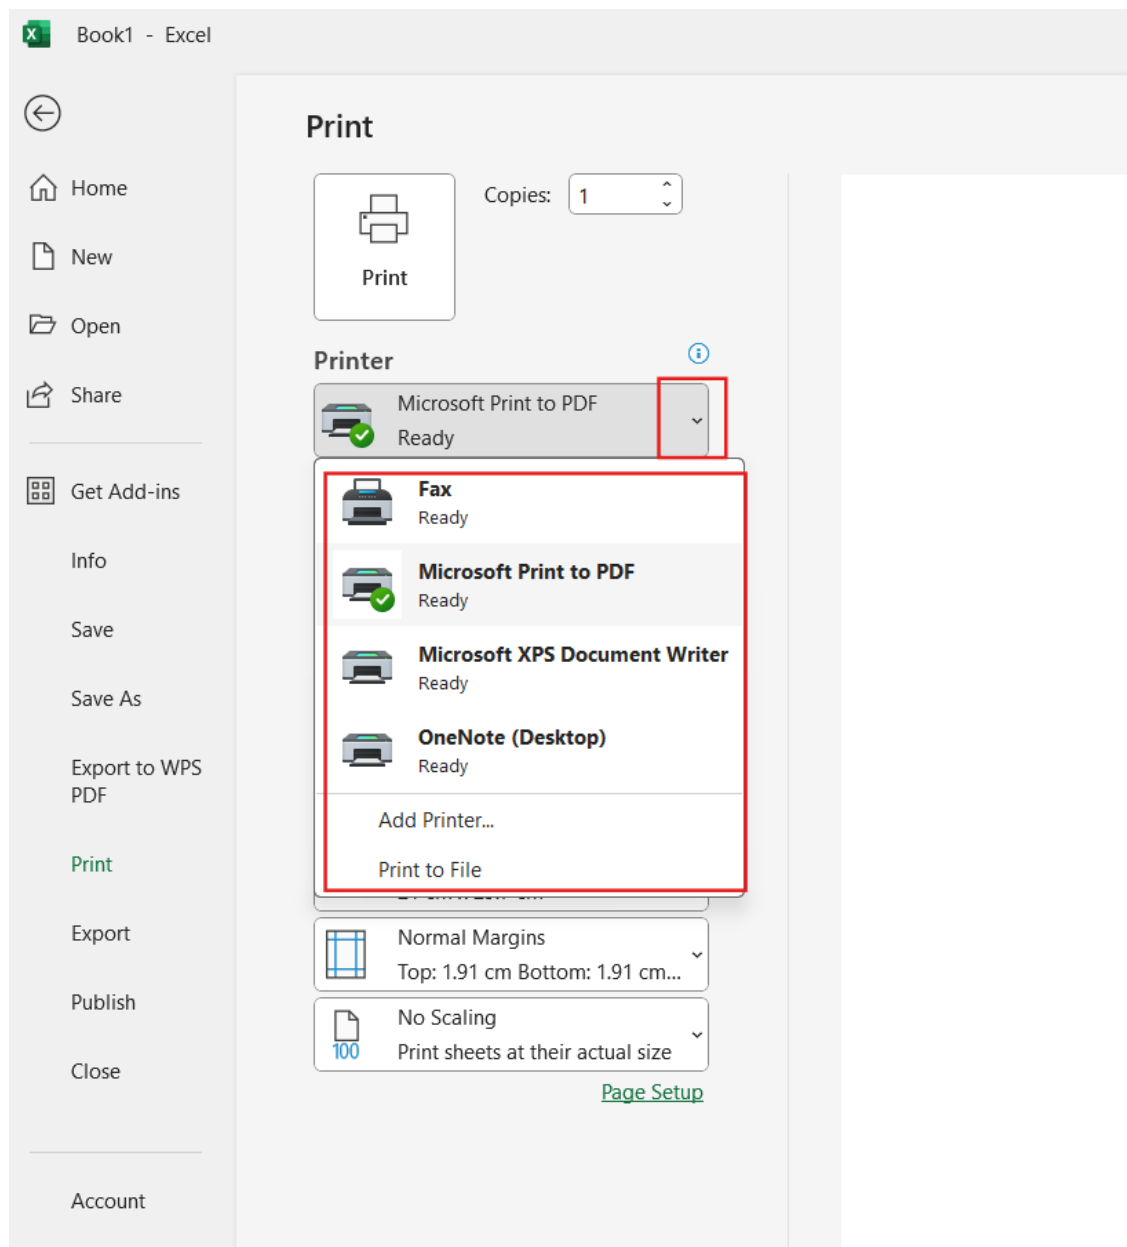 Book1 - Excel
Home
New
Open
Share
Get Add-ins
Info
Save
Save As
Export to WPS
PDF
Print
Export
Publish
Close
Account
Print
Print
Copies: 1
Printer
Microsoft Print to PDF
Ready
Fax
Ready
Microsoft Print to PDF
Ready
Microsoft XPS Document Writer
Ready
OneNote (Desktop)
Ready
Add Printer...
Print to File
Normal Margins
Top: 1.91 cm Bottom: 1.91 cm...
No Scaling
100
Print sheets at their actual size
Page Setup